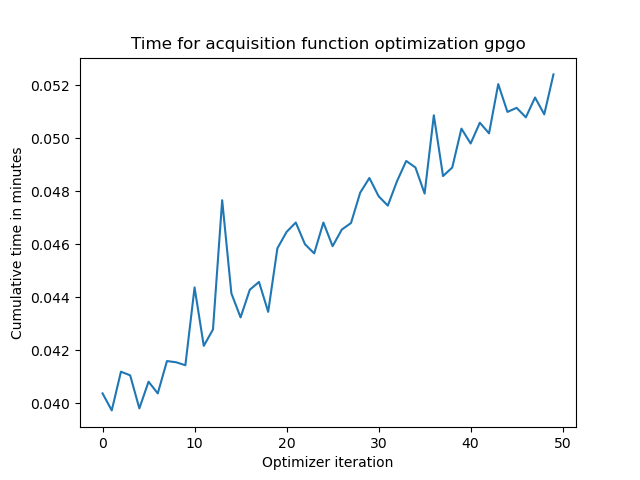 Time for acquisition function optimization gpgo
Cumulative time in minutes
0.052
0.050
0.048
0.046
0.044
0.042
0.040
0 10 20 30 40 50
Optimizer iteration